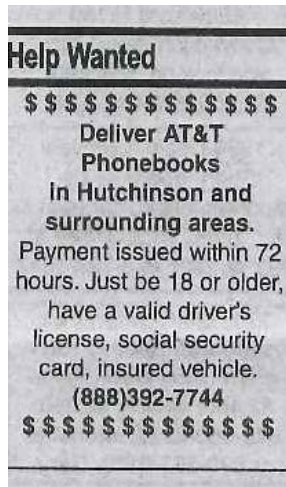 Help Wanted
$ $ $ $ $ $ $ $ $ $ $ $ $
Deliver AT&T
Phonebooks
in Hutchinson and
surrounding areas.
Payment issued within 72
hours. Just be 18 or older,
have a valid driver's
license, social security
card, insured vehicle.
(888)392-7744
$ $ $ $ $ $ $ $ $ $ $ $ $